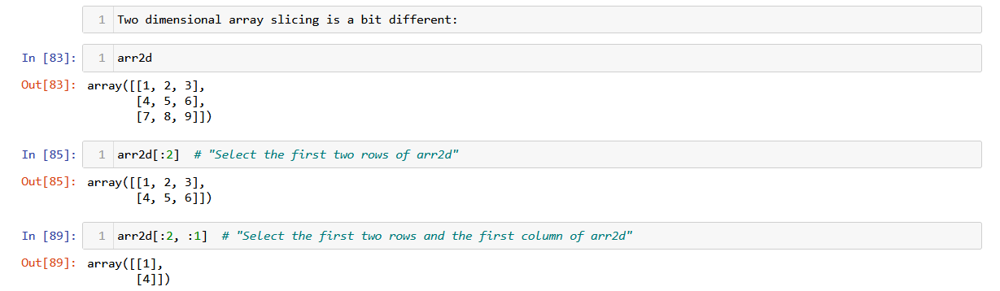 1 Two dimensional array slicing is a bit different:
In [83]: 1 arr2d
Out[83]: array([[1, 2, 3],
[4, 5, 6],
[7, 8, 9]])
In [85]: 1 arr2d[:2]  # "Select the first two rows of arr2d"
Out[85]: array([[1, 2, 3],
[4, 5, 6]])
In [89]: 1 arr2d[:2, :1]  # "Select the first two rows and the first column of arr2d"
Out[89]: array([[1],
[4]])